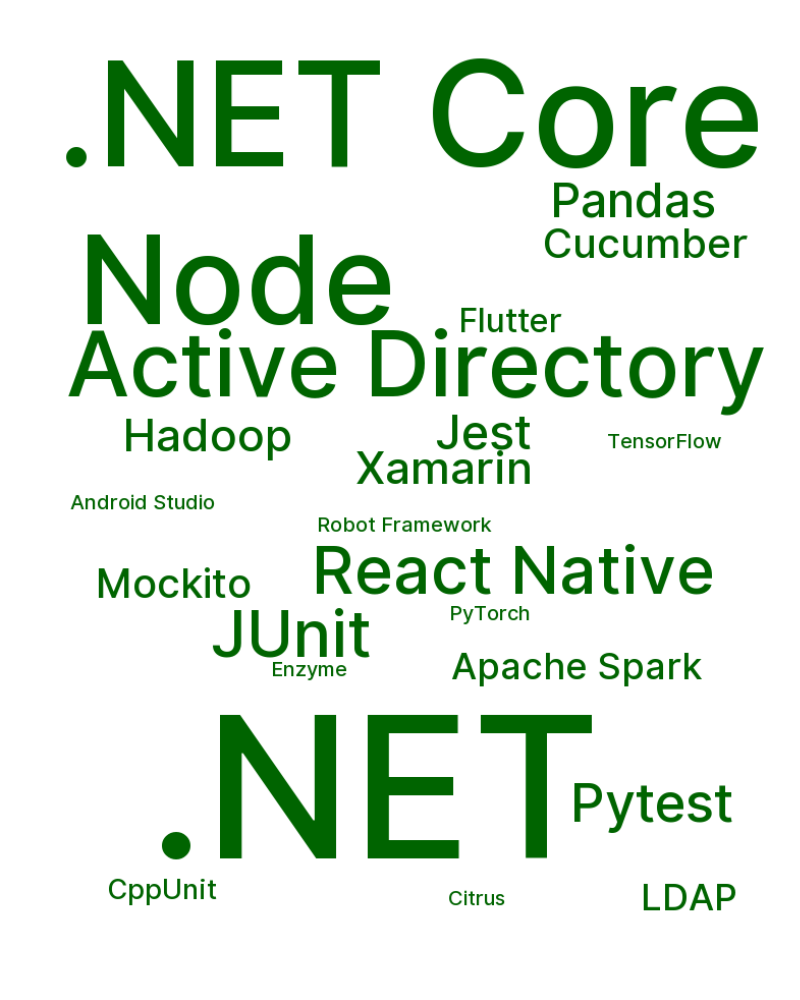 .NET Core
Pandas
Cucumber
Node
Flutter
Active Directory
Hadoop
Jest
TensorFlow
Xamarin
Android Studio
Robot Framework
React Native
Mockito
PyTorch
JUnit
Enzyme
Apache Spark
.NET
Pytest
CppUnit
Citrus
LDAP